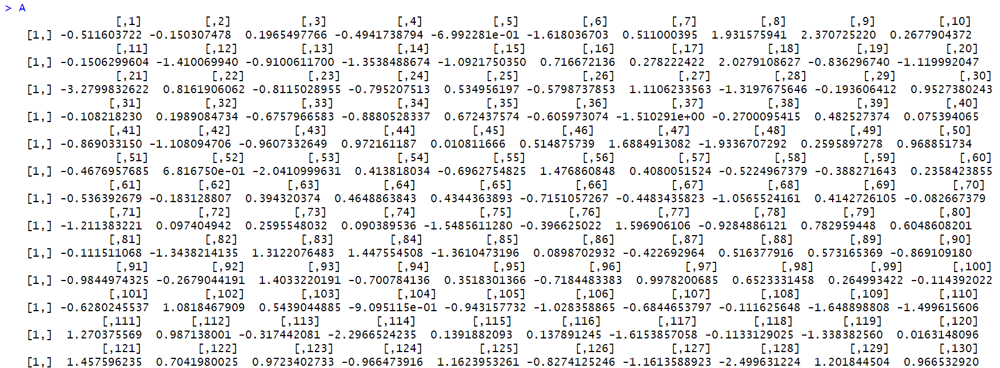 > A
[,1] [,2] [,3] [,4] [,5] [,6] [,7] [,8] [,9] [,10]
[1,] -0.511603722 -0.150307478 0.1965497766 -0.4941738794 -6.992281e-01 -1.618036703 0.511000395 1.931575941 2.370725220 0.2677904372
[,11] [,12] [,13] [,14] [,15] [,16] [,17] [,18] [,19] [,20]
[1,] -0.1506299604 -1.410069940 -0.9100611700 -1.3538488674 -1.0921750350 0.716672136 0.278222422 2.0279108627 -0.836296740 -1.119992047
[,21] [,22] [,23] [,24] [,25] [,26] [,27] [,28] [,29] [,30]
[1,] -3.2799832622 0.8161906062 -0.8115028955 -0.795207513 0.534956197 -0.5798737853 1.1106233563 -1.3197675646 -0.193606412 0.9527380243
[,31] [,32] [,33] [,34] [,35] [,36] [,37] [,38] [,39] [,40]
[1,] -0.108218230 0.1989084734 -0.6757966583 -0.8880528337 0.672437574 -0.605973074 -1.510291e+00 -0.2700095415 0.482527374 0.075394065
[,41] [,42] [,43] [,44] [,45] [,46] [,47] [,48] [,49] [,50]
[1,] -0.869033150 -1.108094706 -0.9607332649 0.972161187 0.010811666 0.514875739 1.6884913082 -1.9336707292 0.2595897278 0.968851734
[,51] [,52] [,53] [,54] [,55] [,56] [,57] [,58] [,59] [,60]
[1,] -0.4676957685 6.816750e-01 -2.0410999631 0.413818034 -0.6962754825 1.476860848 0.4080051524 -0.5224967379 -0.388271643 0.2358423855
[,61] [,62] [,63] [,64] [,65] [,66] [,67] [,68] [,69] [,70]
[1,] -0.536392679 -0.183128807 0.394320374 0.4648863843 0.4344363893 -0.7151057267 -0.4483435823 -1.0565524161 0.4142726105 -0.082667379
[,71] [,72] [,73] [,74] [,75] [,76] [,77] [,78] [,79] [,80]
[1,] -1.211383221 0.097404942 0.2595548032 0.090389536 -1.5485611280 -0.396625022 1.596906106 -0.9284886121 0.782959448 0.6048608201
[,81] [,82] [,83] [,84] [,85] [,86] [,87] [,88] [,89] [,90]
[1,] -0.111511068 -1.3438214135 1.3122076483 1.447554508 -1.3610473196 0.0898702932 -0.422692964 0.516377916 0.573165369 -0.869109180
[,91] [,92] [,93] [,94] [,95] [,96] [,97] [,98] [,99] [,100]
[1,] -0.9844974325 -0.2679044191 1.4033220191 -0.700784136 0.3518301366 -0.7184483383 0.9978200685 0.6523331458 0.264993422 -0.114392022
[,101] [,102] [,103] [,104] [,105] [,106] [,107] [,108] [,109] [,110]
[1,] -0.6280245537 1.0818467909 0.5439044885 -9.095115e-01 -0.943157732 -1.028358865 -0.6844653797 -0.111625648 -1.648898808 -1.499615606
[,111] [,112] [,113] [,114] [,115] [,116] [,117] [,118] [,119] [,120]
[1,] 1.270375569 0.987138001 -0.317442081 -2.2966524235 0.1391882093 0.137891245 -1.6153857058 -0.1133129025 -1.338382560 0.0163148096
[,121] [,122] [,123] [,124] [,125] [,126] [,127] [,128] [,129] [,130]
[1,] 1.457596235 0.7041980025 0.9723402733 -0.966473916 1.1623953261 -0.8274125246 -1.1613588923 -2.499631224 1.201844504 0.966532920